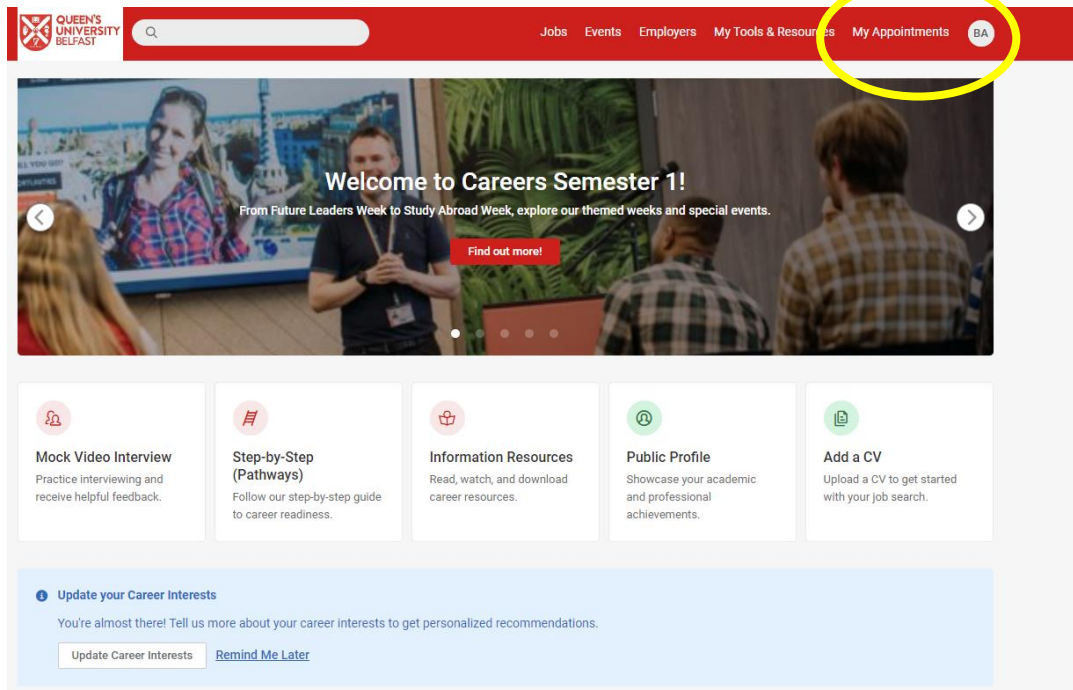 QUEEN'S
UNIVERSITY
BELFAST
Jobs Events Employers My Tools & Resources My Appointments BA
ALL YOU GOT
Welcome to Careers Semester 1!
From Future Leaders Week to Study Abroad Week, explore our themed weeks and special events.
Find out more!
Mock Video Interview
Practice interviewing and
receive helpful feedback.
Step-by-Step
(Pathways)
Follow our step-by-step guide
to career readiness.
Information Resources
Read, watch, and download
career resources.
Public Profile
Showcase your academic
and professional
achievements.
Add a CV
Upload a CV to get started
with your job search.
Update your Career Interests
You're almost there! Tell us more about your career interests to get personalized recommendations.
Update Career Interests Remind Me Later